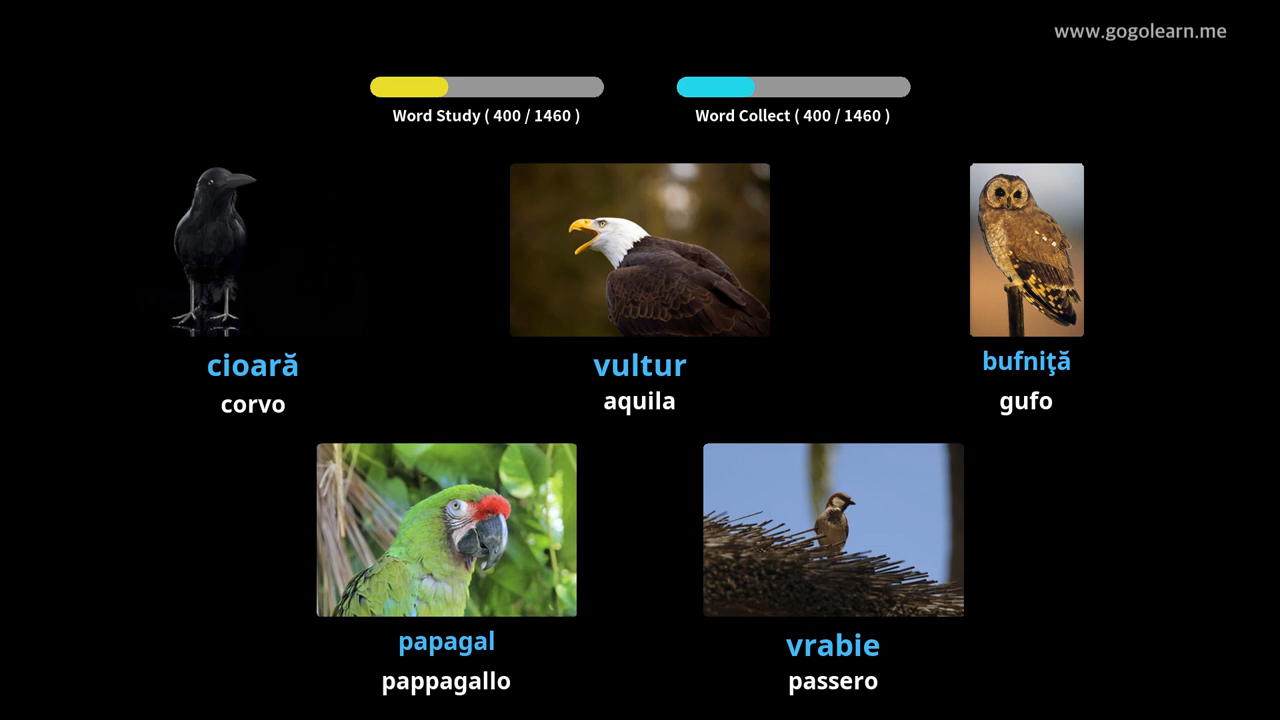 www.gogolearn.me
Word Study ( 400 / 1460 )
Word Collect ( 400 / 1460 )
cioară
corvo
vultur
aquila
bufniţă
gufo
papagal
pappagallo
vrabie
passero